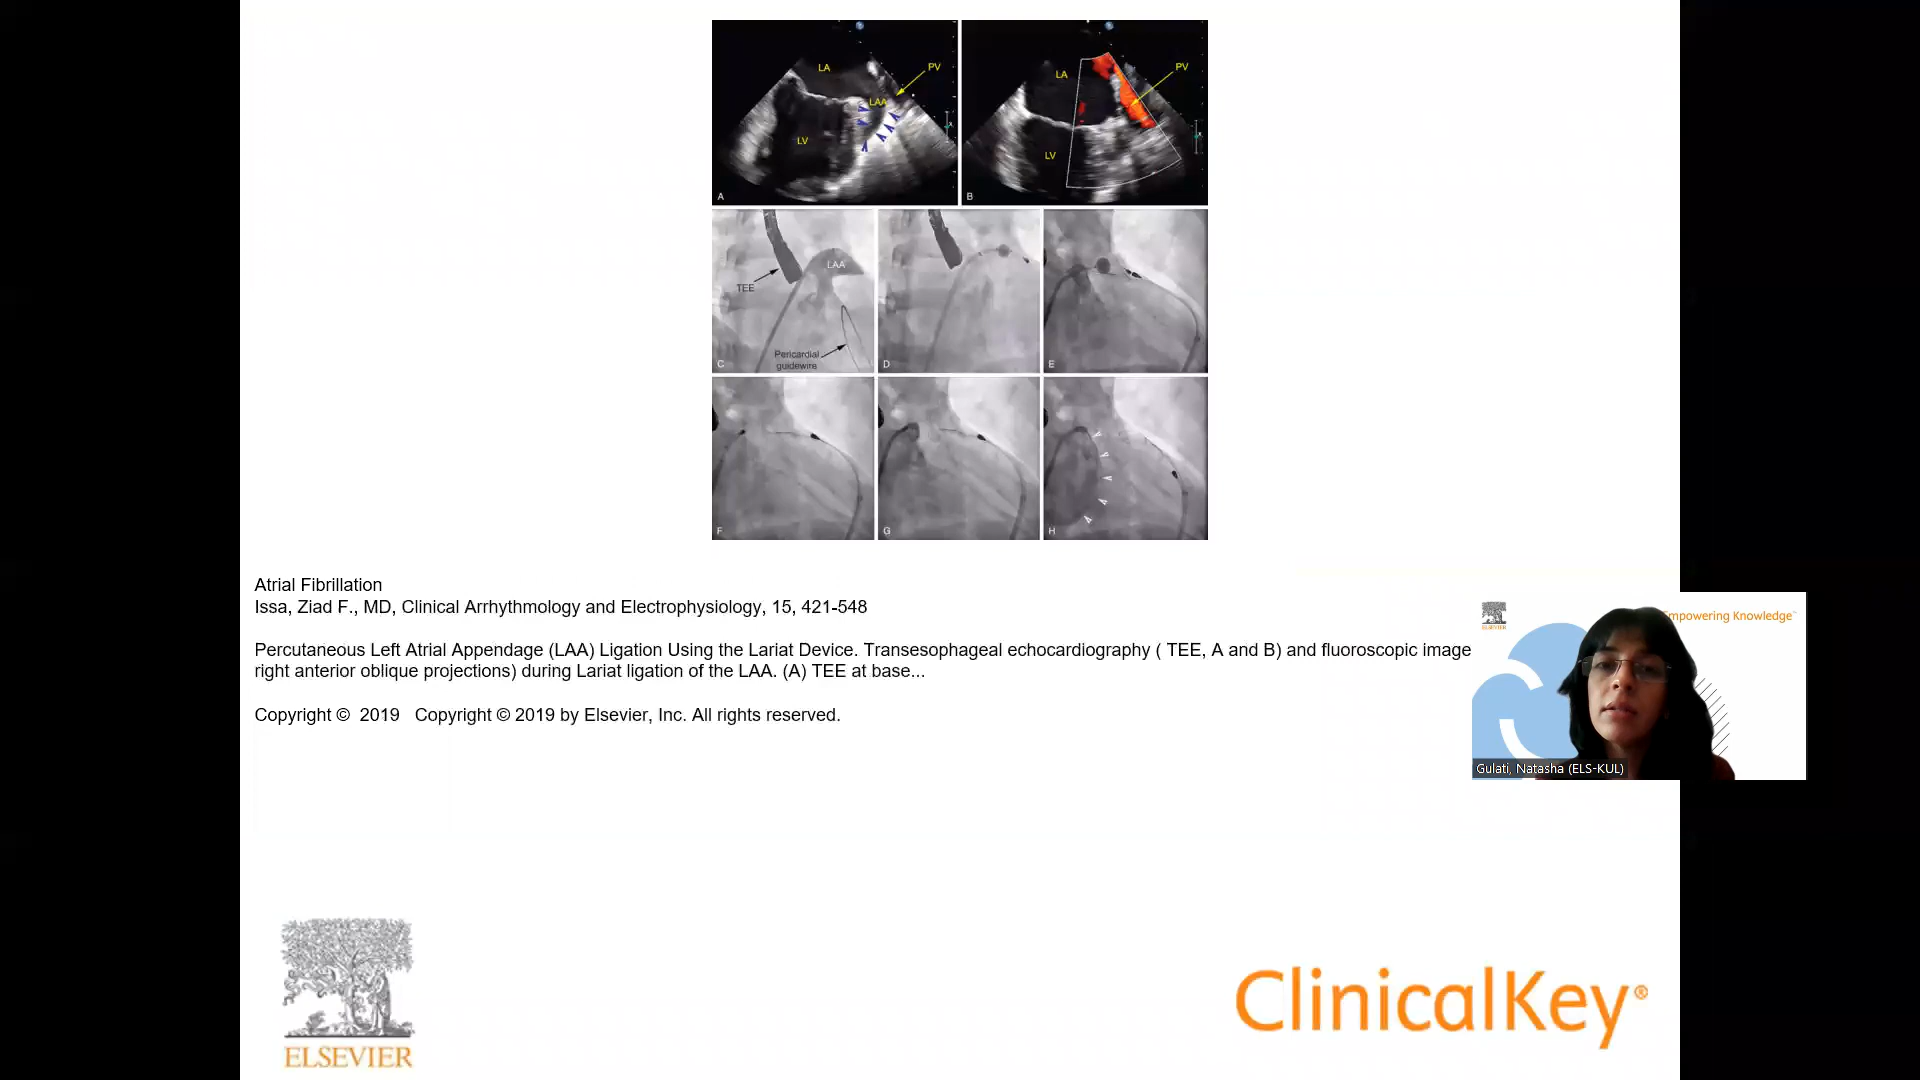 LA
PV
LAA
LV
A
LA
PV
LV
B
LAA
TEE
Pericardial
guidewire
C
D
E
F
G
H
Atrial Fibrillation
Issa, Ziad F., MD, Clinical Arrhythmology and Electrophysiology, 15, 421-548
Percutaneous Left Atrial Appendage (LAA) Ligation Using the Lariat Device. Transesophageal echocardiography ( TEE, A and B) and fluoroscopic image
right anterior oblique projections) during Lariat ligation of the LAA. (A) TEE at base...
Copyright © 2019 Copyright © 2019 by Elsevier, Inc. All rights reserved.
ELSEVIER
Empowering Knowledge™
Gulati, Natasha (ELS-KUL)
ELSEVIER
ClinicalKey®